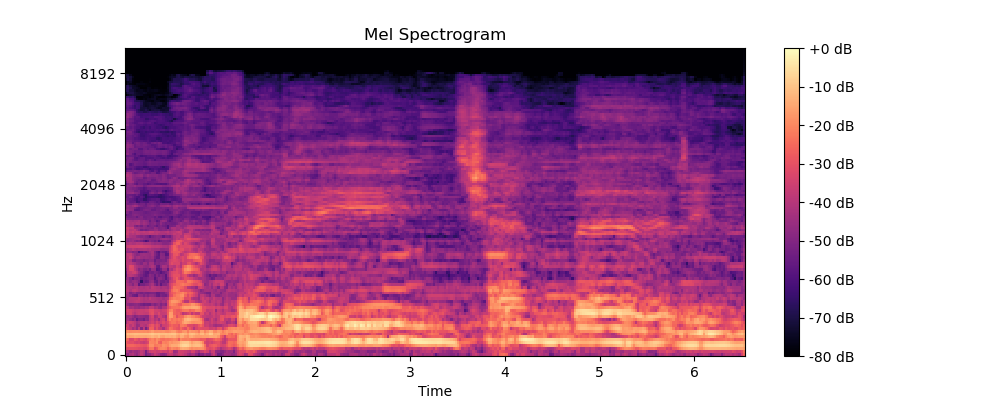 Mel Spectrogram
Hz
8192
4096
2048
1024
512
0
0 1 2 3 4 5 6
Time
+0 dB
-10 dB
-20 dB
-30 dB
-40 dB
-50 dB
-60 dB
-70 dB
-80 dB